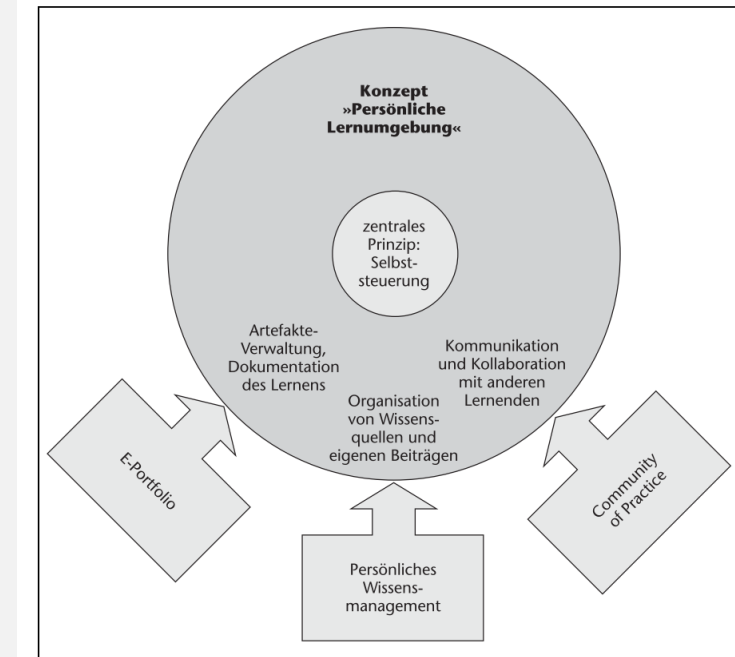 Konzept
»Persönliche
Lernumgebung«
zentrales
Prinzip:
Selbst-
steuerung
Artefakte-
Verwaltung,
Dokumentation
des Lernens
Organisation
von Wissens-
quellen und
eigenen Beiträgen
Kommunikation
und Kollaboration
mit anderen
Lernenden
E-Portfolio
Persönliches
Wissens-
management
Community
of Practice